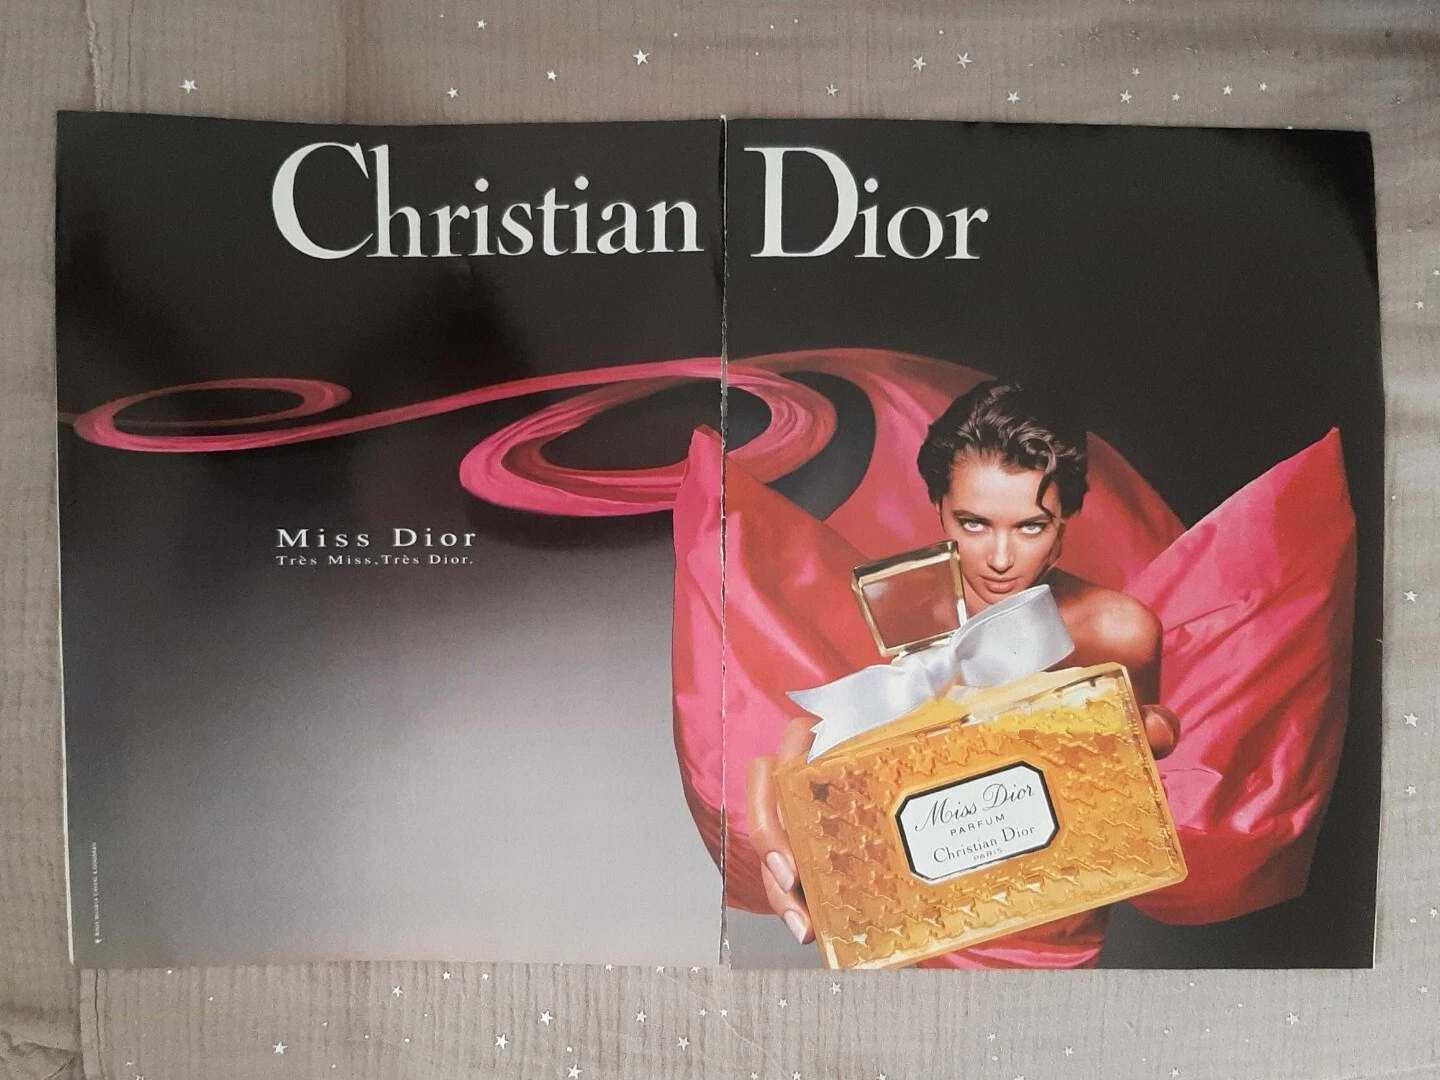 Christian Dior
Miss Dior
Très Miss, Très Dior.
Miss Dior
PARFUM
Christian Dior
PARIS